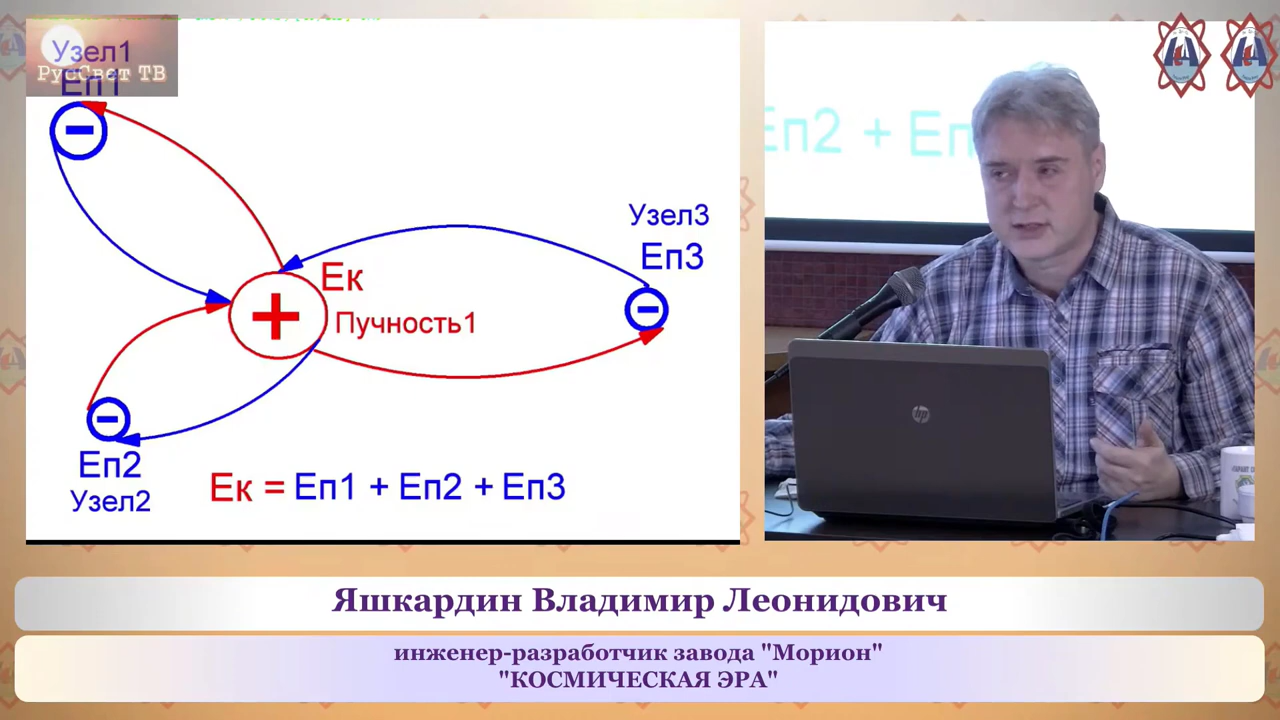 Узел1
РусСвет ТВ
Еп1
Узел3
Еп3
Ек
Пучность1
Еп2
Узел2
Ек = Еп1 + Еп2 + Еп3
Еп2 + Еп
hp
Яшкардин Владимир Леонидович
инженер-разработчик завода "Морион"
"КОСМИЧЕСКАЯ ЭРА"